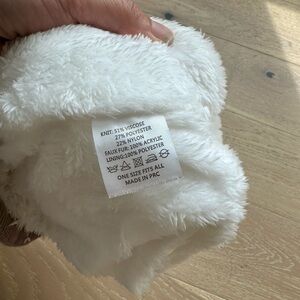 KNIT: 51% VISCOSE
27% POLYESTER
22% NYLON
FAUX FUR: 100% ACRYLIC
LINING:100% POLYESTER
ONE SIZE FITS ALL
MADE IN PRC